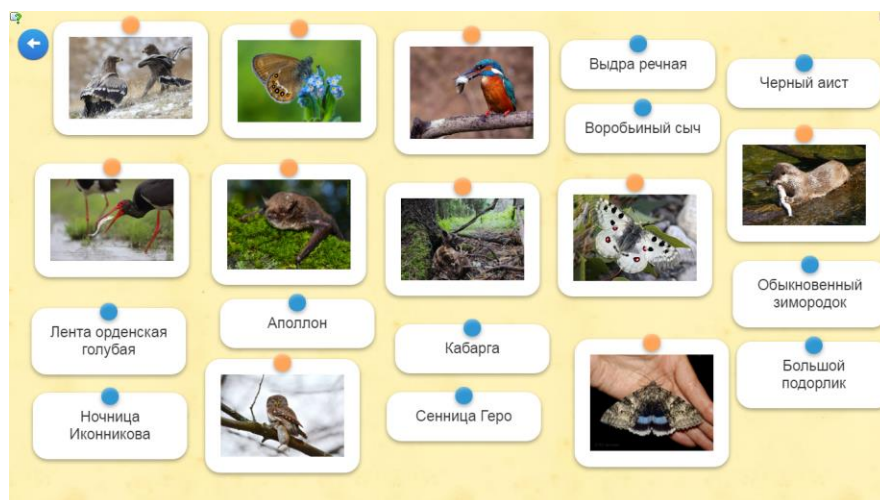 Выдра речная
Черный аист
Воробьиный сыч
Обыкновенный
зимородок
Лента орденская
голубая
Аполлон
Кабарга
Большой
подорлик
Ночница
Иконникова
Сенница Геро